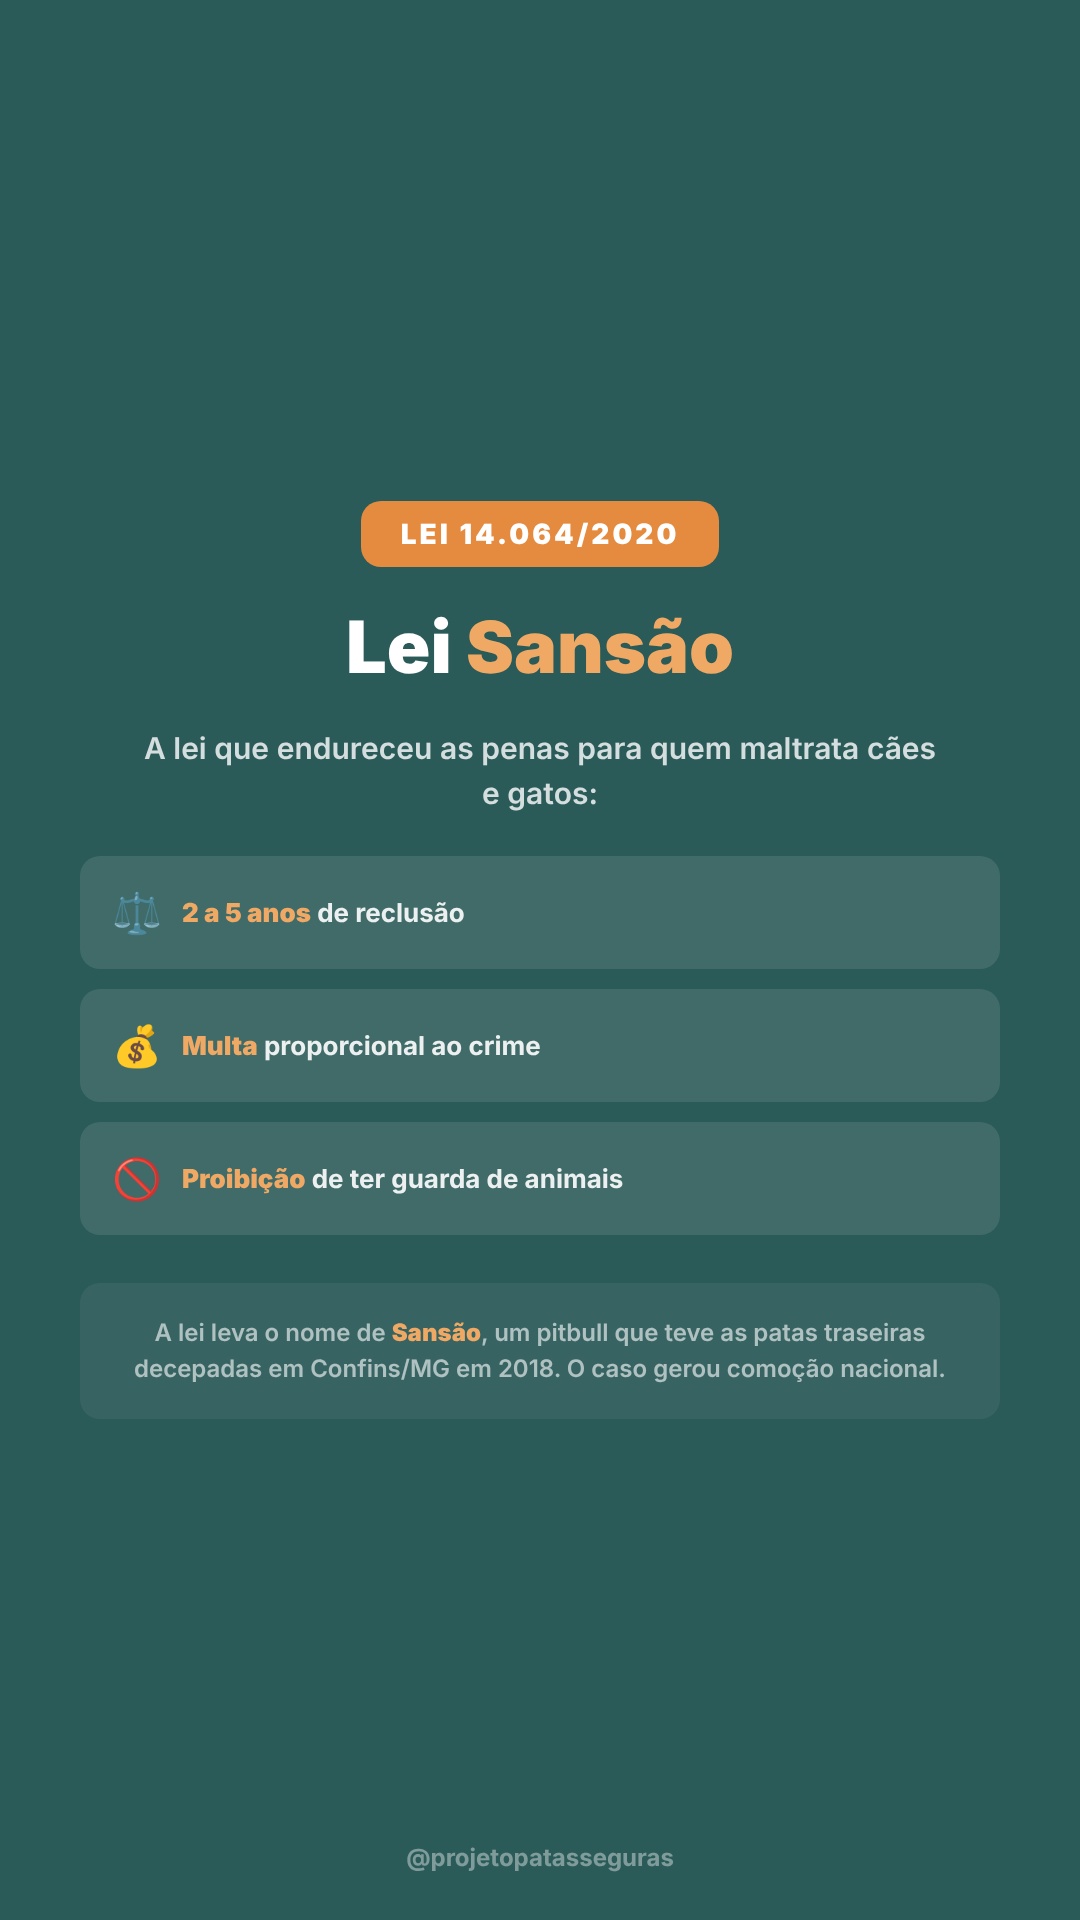 LEI 14.064/2020
Lei Sansão
A lei que endureceu as penas para quem maltrata cães
e gatos:
2 a 5 anos de reclusão
Multa proporcional ao crime
Proibição de ter guarda de animais
A lei leva o nome de Sansão, um pitbull que teve as patas traseiras
decepadas em Confins/MG em 2018. O caso gerou comoção nacional.
@projetopatasseguras